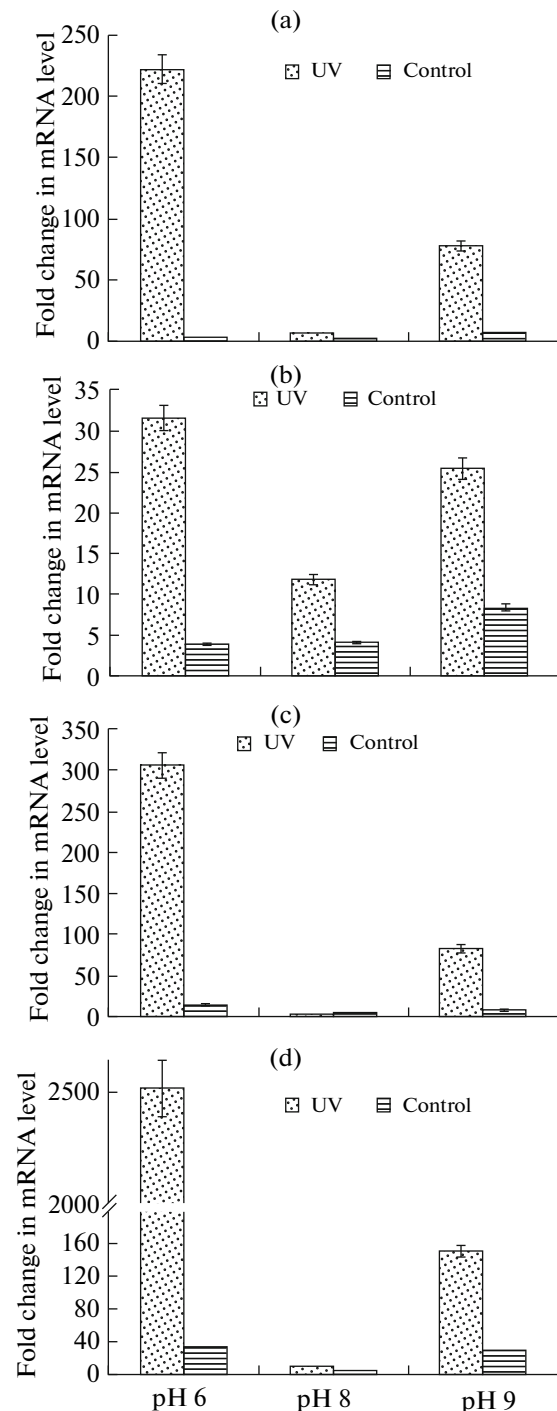 (a)
Fold change in mRNA level
250
200
150
100
50
0
UV Control
(b)
Fold change in mRNA level
35
30
25
20
15
10
5
0
UV Control
(c)
Fold change in mRNA level
350
300
250
200
150
100
50
0
UV Control
(d)
Fold change in mRNA level
2500
2000
160
120
80
40
0
UV Control
pH 6 pH 8 pH 9